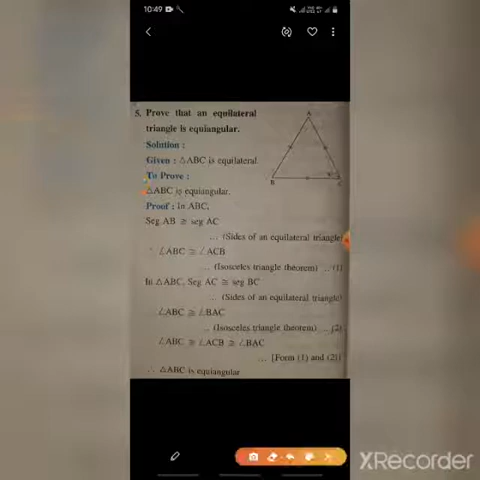 10:49
5. Prove that an equilateral
triangle is equiangular.
Solution :
Given : △ABC is equilateral
To Prove :
△ABC is equiangular.
Proof : In ABC,
Seg AB ≅ seg AC
... (Sides of an equilateral triangle)
∴ ∠ABC ≅ ∠ACB
... (Isosceles triangle theorem) ...(1)
In △ABC, Seg AC ≅ seg BC
... (Sides of an equilateral triangle)
∠ABC ≅ ∠BAC
... (Isosceles triangle theorem) ...(2)
∠ABC ≅ ∠ACB ≅ ∠BAC
... [Form (1) and (2)]
∴ △ABC is equiangular
A
B
C
XRecorder